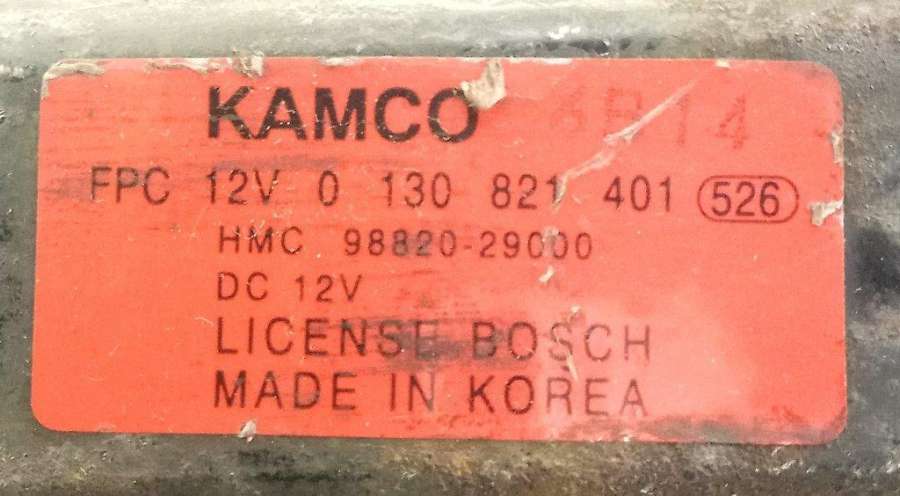 KAMCO
FPC 12V 0 130 821 401 526
HMC 98820-29000
DC 12V
LICENSE BOSCH
MADE IN KOREA